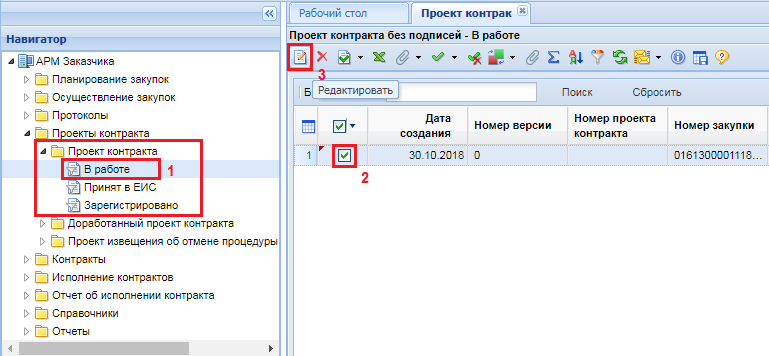 Рабочий стол
Проект контрак
Навигатор
Проект контракта без подписей - В работе
АРМ Заказчика
Планирование закупок
Осуществление закупок
Протоколы
Проекты контракта
Проект контракта
В работе
1
Принят в ЕИС
Зарегистрировано
Доработанный проект контракта
Проект извещения об отмене процедуры
Контракты
Исполнение контрактов
Отчет об исполнении контракта
Справочники
Отчеты
3
Б
Редактировать
Поиск
Сбросить
Дата создания
Номер версии
Номер проекта контракта
Номер закупки
1
30.10.2018
0
0161300001118...
2